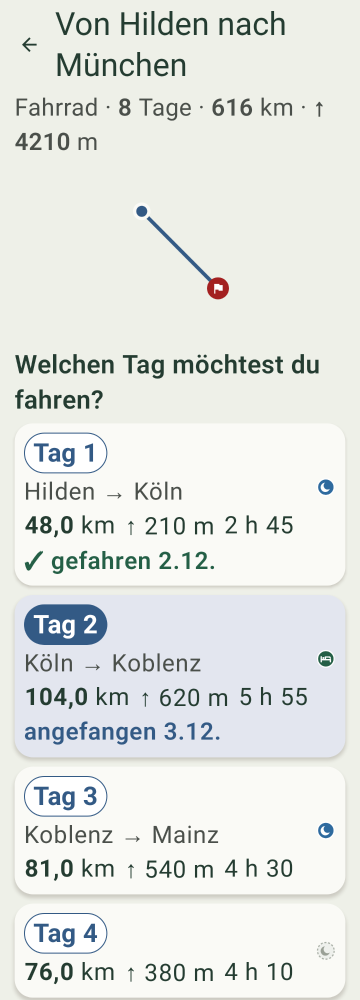 Von Hilden nach
München
Fahrrad · 8 Tage · 616 km · ↑
4210 m
Welchen Tag möchtest du
fahren?
Tag 1
Hilden → Köln
48,0 km ↑ 210 m 2 h 45
✓ gefahren 2.12.
Tag 2
Köln → Koblenz
104,0 km ↑ 620 m 5 h 55
angefangen 3.12.
Tag 3
Koblenz → Mainz
81,0 km ↑ 540 m 4 h 30
Tag 4
76,0 km ↑ 380 m 4 h 10